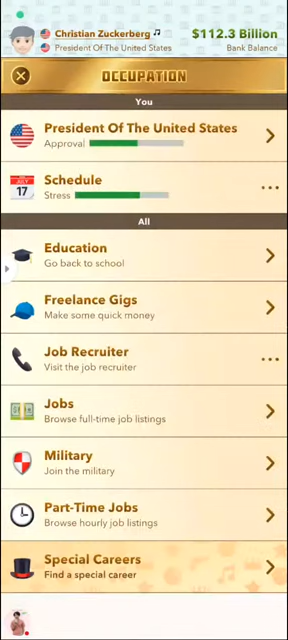 Christian Zuckerberg
$112.3 Billion
President Of The United States
Bank Balance
OCCUPATION
You
President Of The United States
Approval
JULY
17
Schedule
Stress
All
Education
Go back to school
Freelance Gigs
Make some quick money
Job Recruiter
Visit the job recruiter
Jobs
Browse full-time job listings
Military
Join the military
Part-Time Jobs
Browse hourly job listings
Special Careers
Find a special career